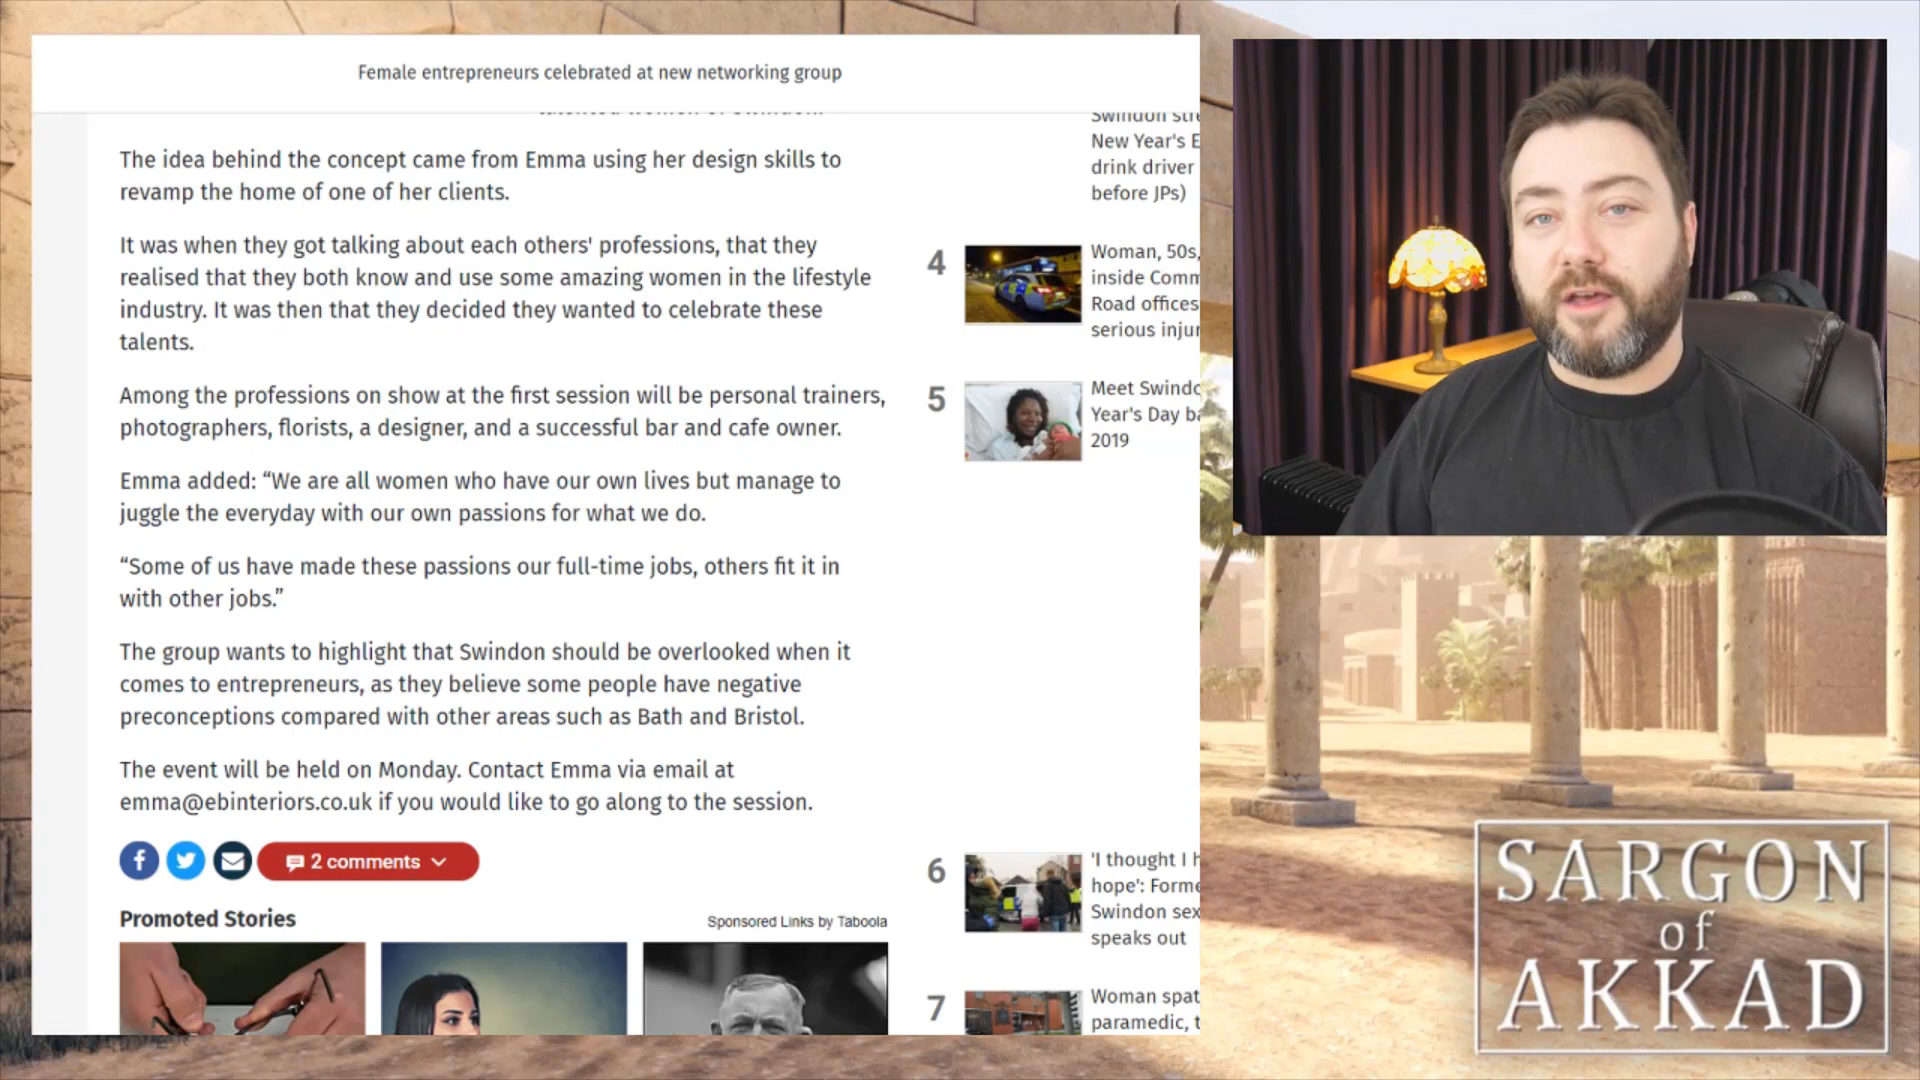 Female entrepreneurs celebrated at new networking group
The idea behind the concept came from Emma using her design skills to
revamp the home of one of her clients.
It was when they got talking about each others' professions, that they
realised that they both know and use some amazing women in the lifestyle
industry. It was then that they decided they wanted to celebrate these
talents.
Among the professions on show at the first session will be personal trainers,
photographers, florists, a designer, and a successful bar and cafe owner.
Emma added: “We are all women who have our own lives but manage to
juggle the everyday with our own passions for what we do.
“Some of us have made these passions our full-time jobs, others fit it in
with other jobs.”
The group wants to highlight that Swindon should be overlooked when it
comes to entrepreneurs, as they believe some people have negative
preconceptions compared with other areas such as Bath and Bristol.
The event will be held on Monday. Contact Emma via email at
emma@ebinteriors.co.uk if you would like to go along to the session.
2 comments
Promoted Stories
Sponsored Links by Taboola
Swindon
New Year's
drink driver
before JPs)
4
Woman, 50s,
inside
Road offices
serious
5
Meet
Year's Day
2019
6
'I thought I
hope':
Swindon
speaks out
7
Woman
paramedic,
SARGON
of
AKKAD